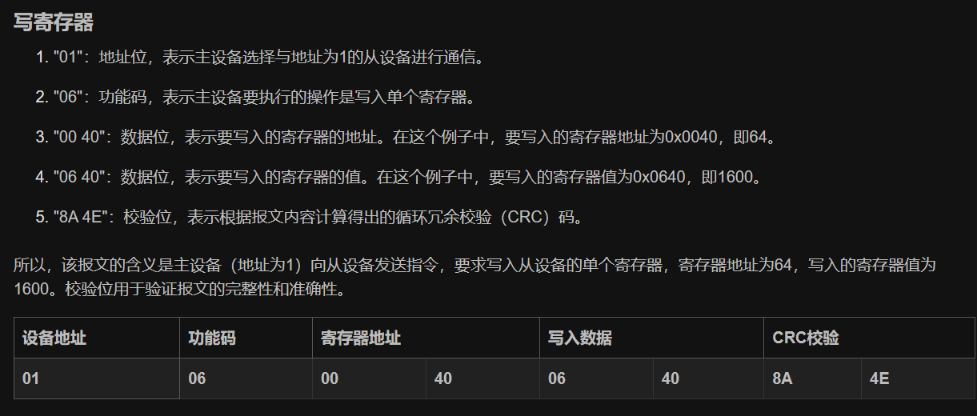 写寄存器
1. "01"：地址位，表示主设备选择与地址为1的从设备进行通信。
2. "06"：功能码，表示主设备要执行的操作是写入单个寄存器。
3. "00 40"：数据位，表示要写入的寄存器的地址。在这个例子中，要写入的寄存器地址为0x0040，即64。
4. "06 40"：数据位，表示要写入的寄存器的值。在这个例子中，要写入的寄存器值为0x0640，即1600。
5. "8A 4E"：校验位，表示根据报文内容计算得出的循环冗余校验（CRC）码。
所以，该报文的含义是主设备（地址为1）向从设备发送指令，要求写入从设备的单个寄存器，寄存器地址为64，写入的寄存器值为
1600。校验位用于验证报文的完整性和准确性。
设备地址 功能码 寄存器地址 写入数据 CRC校验
01 06 00 40 06 40 8A 4E